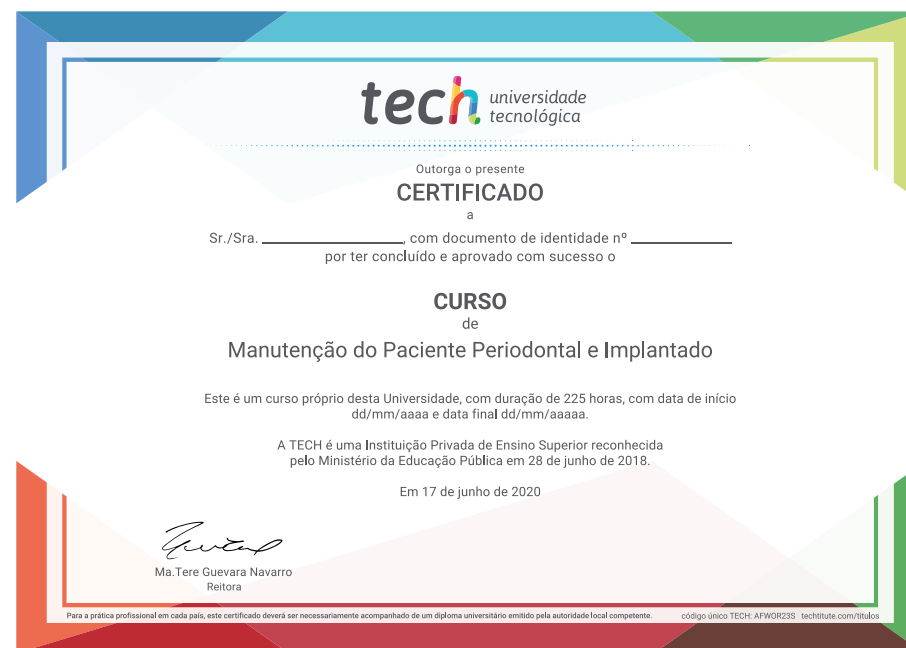 tech universidade
tecnológica
Outorga o presente
CERTIFICADO
a
Sr./Sra. ________________, com documento de identidade nº ____________
por ter concluído e aprovado com sucesso o
CURSO
de
Manutenção do Paciente Periodontal e Implantado
Este é um curso próprio desta Universidade, com duração de 225 horas, com data de início
dd/mm/aaaa e data final dd/mm/aaaaa.
A TECH é uma Instituição Privada de Ensino Superior reconhecida
pelo Ministério da Educação Pública em 28 de junho de 2018.
Em 17 de junho de 2020
Ma.Tere Guevara Navarro
Reitora
Para a prática profissional em cada país, este certificado deverá ser necessariamente acompanhado de um diploma universitário emitido pela autoridade local competente. código único TECH: AFWOR23S techtitute.com/títulos